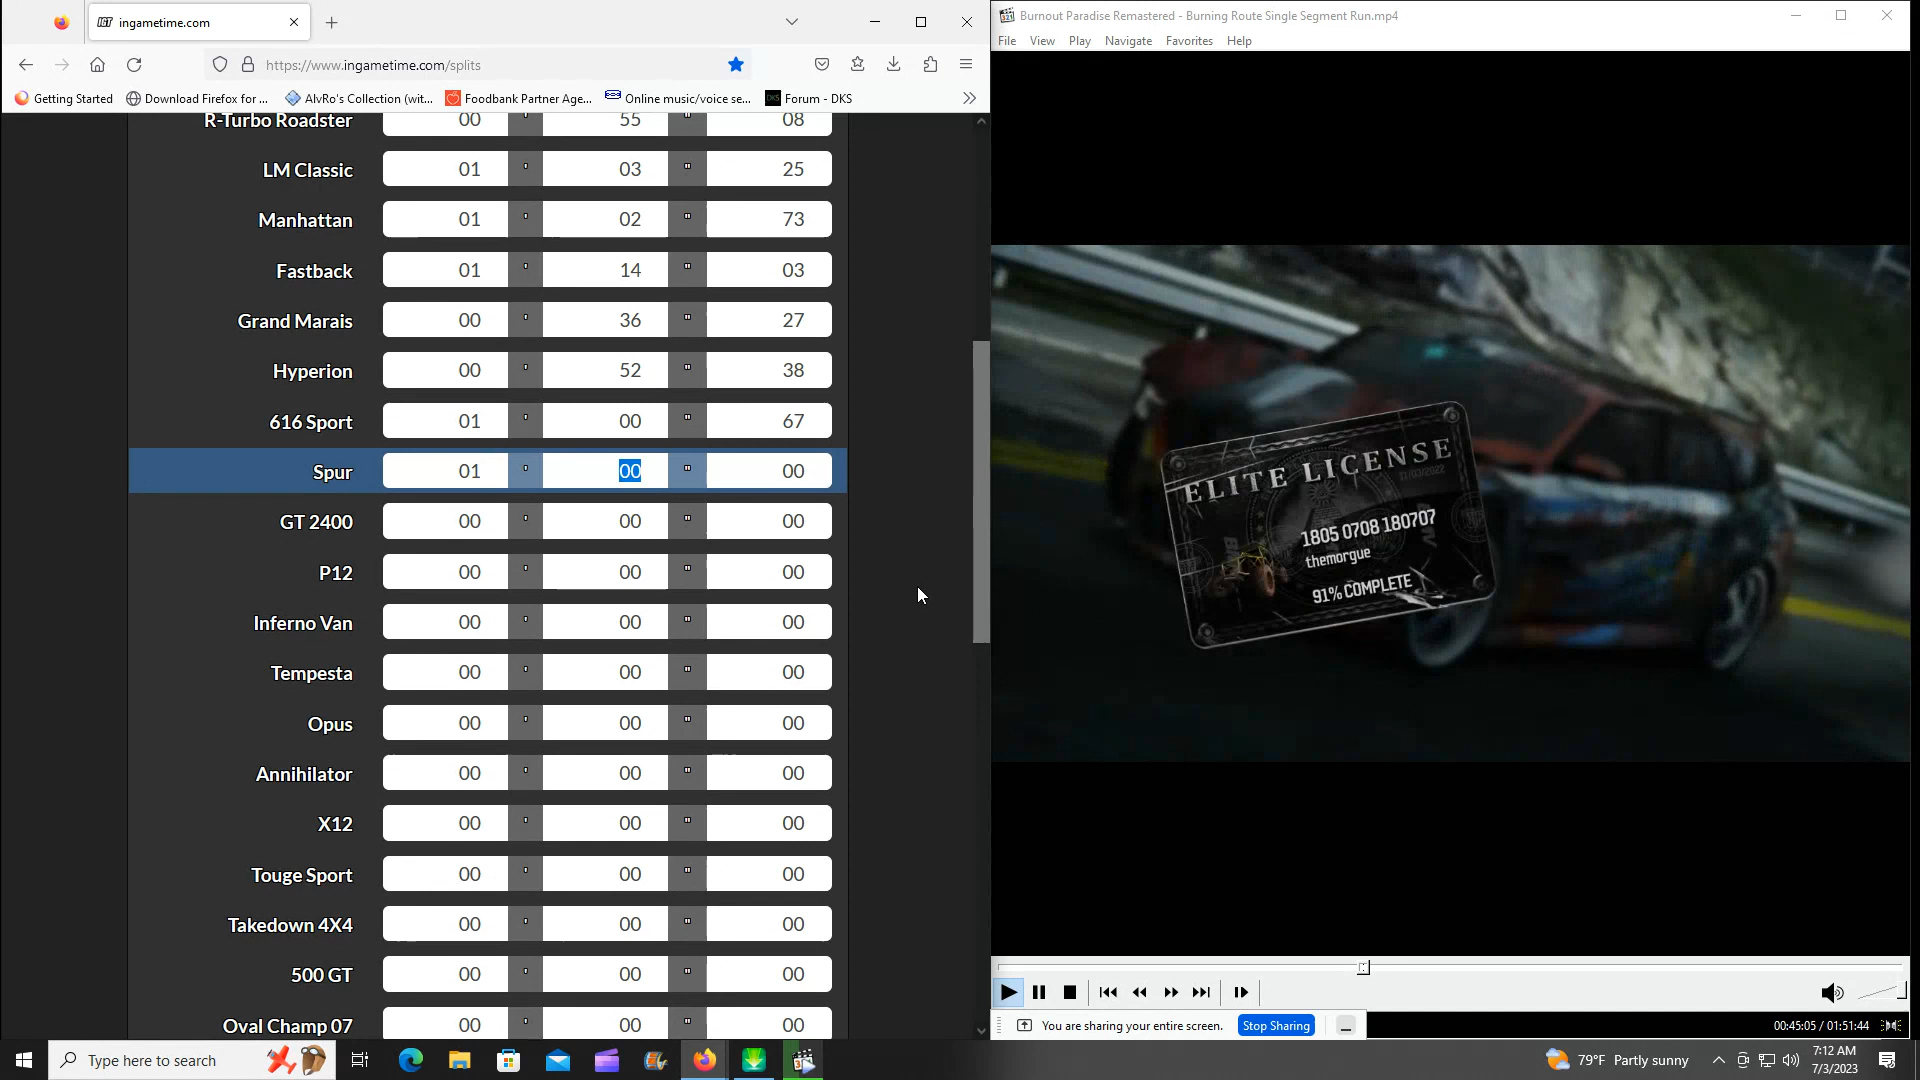 ingametime.com
Burnout Paradise Remastered - Burning Route Single Segment Run.mp4
File View Play Navigate Favorites Help
https://www.ingametime.com/splits
Getting Started Download Firefox for ... AlvRo's Collection (wit... Foodbank Partner Age... Online music/voice se... DKS Forum - DKS
R-Turbo Roadster 00 ' 55 " 08
LM Classic 01 ' 03 " 25
Manhattan 01 ' 02 " 73
Fastback 01 ' 14 " 03
Grand Marais 00 ' 36 " 27
Hyperion 00 ' 52 " 38
616 Sport 01 ' 00 " 67
Spur 01 ' 00 " 00
GT 2400 00 ' 00 " 00
P12 00 ' 00 " 00
Inferno Van 00 ' 00 " 00
Tempesta 00 ' 00 " 00
Opus 00 ' 00 " 00
Annihilator 00 ' 00 " 00
X12 00 ' 00 " 00
Touge Sport 00 ' 00 " 00
Takedown 4X4 00 ' 00 " 00
500 GT 00 ' 00 " 00
Oval Champ 07 00 ' 00 " 00
ELITE LICENSE
11/03/2022
1805 0708 180707
themorgue
91% COMPLETE
You are sharing your entire screen. Stop Sharing
00:45:05 / 01:51:44
Type here to search
79°F Partly sunny
7:12 AM
7/3/2023